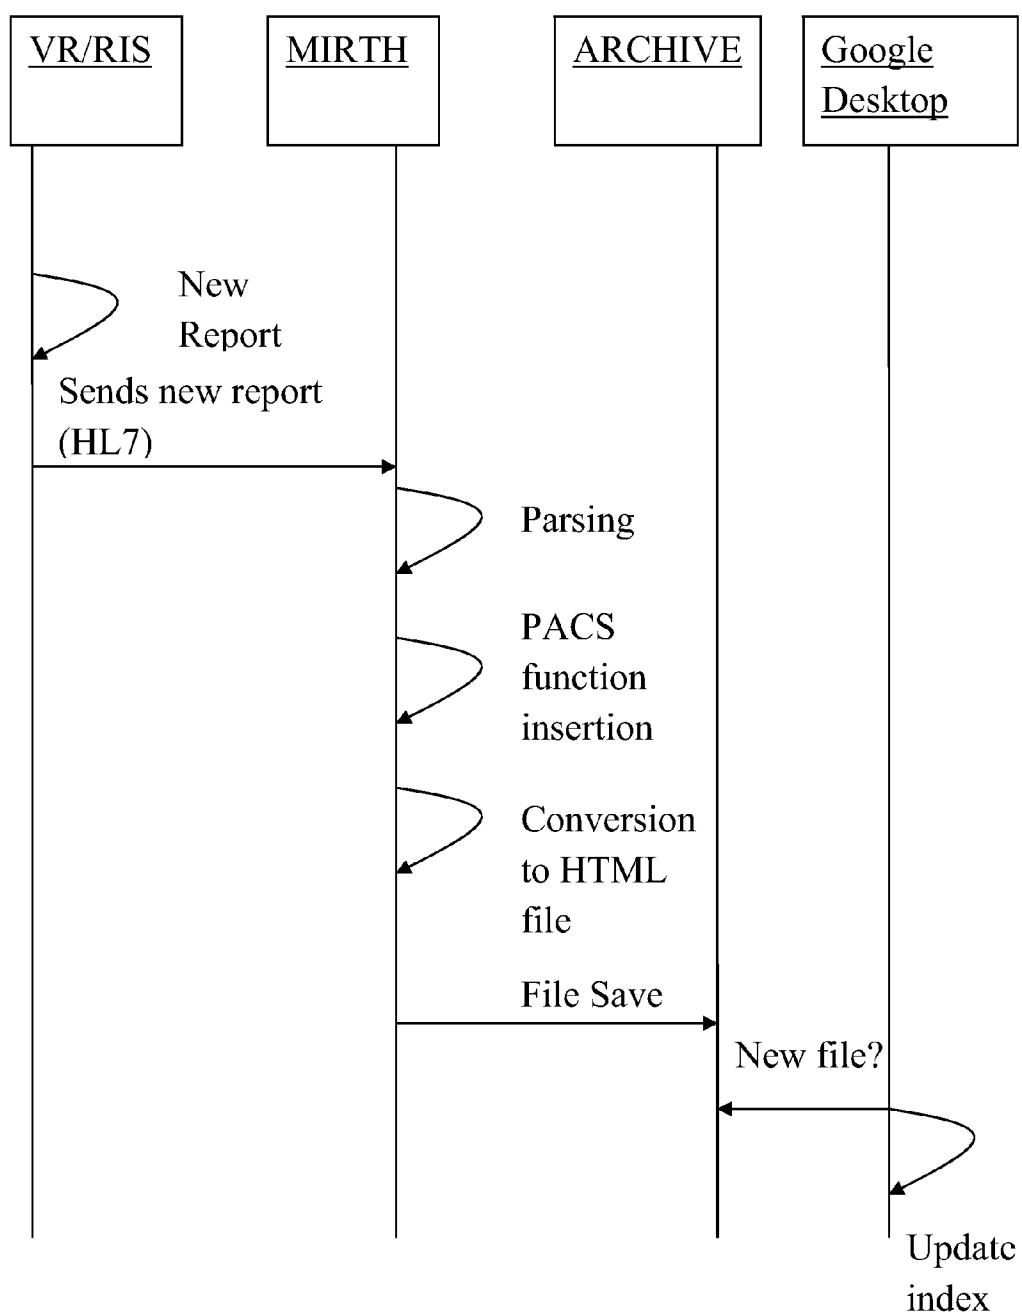 VR/RIS
MIRTH
ARCHIVE
Google
Desktop
New
Report
Sends new report
(HL7)
Parsing
PACS
function
insertion
Conversion
to HTML
file
File Save
New file?
Update
index